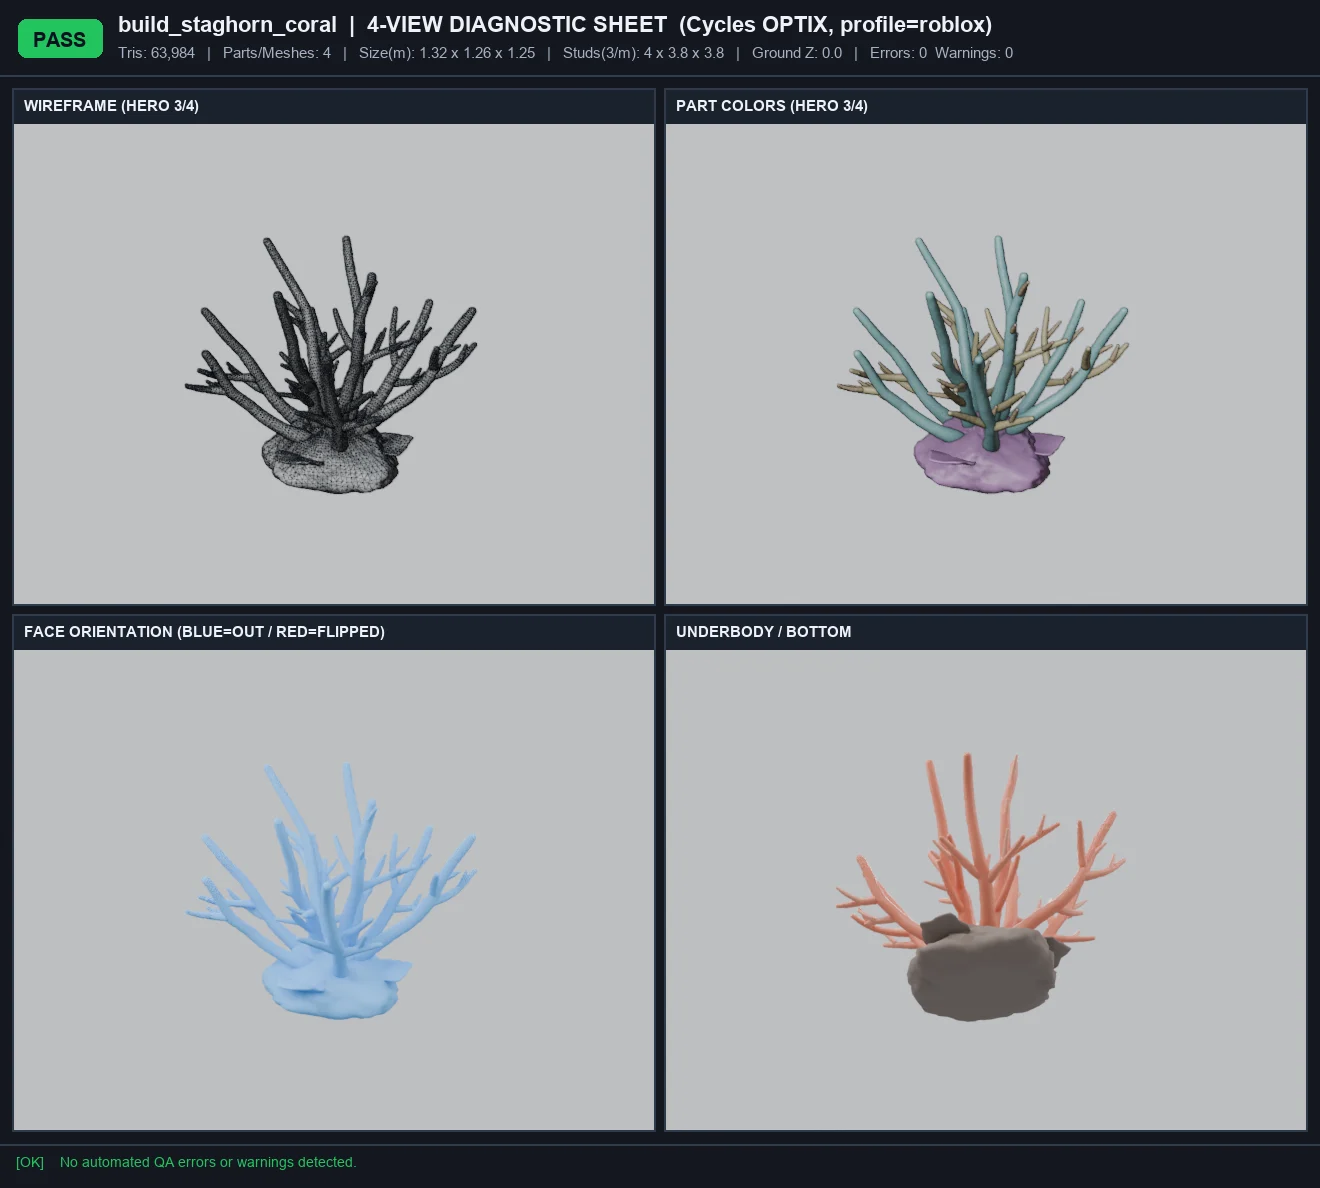 PASS
build_staghorn_coral | 4-VIEW DIAGNOSTIC SHEET (Cycles OPTIX, profile=roblox)
Tris: 63,984 | Parts/Meshes: 4 | Size(m): 1.32 x 1.26 x 1.25 | Studs(3/m): 4 x 3.8 x 3.8 | Ground Z: 0.0 | Errors: 0 Warnings: 0
WIREFRAME (HERO 3/4)
PART COLORS (HERO 3/4)
FACE ORIENTATION (BLUE=OUT / RED=FLIPPED)
UNDERBODY / BOTTOM
[OK] No automated QA errors or warnings detected.